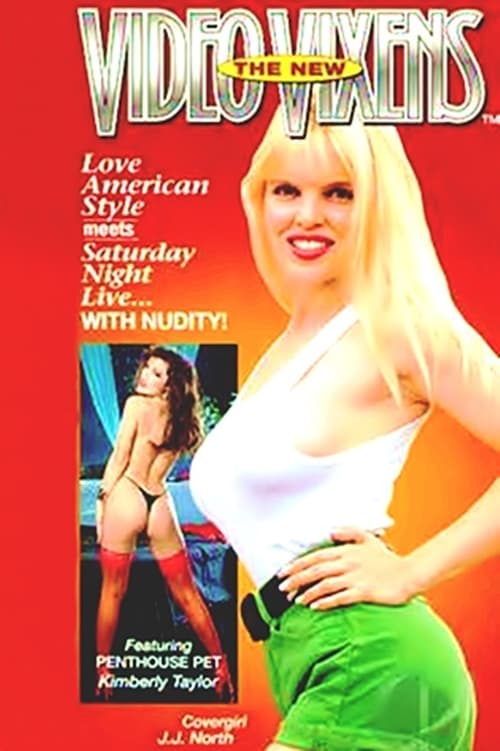 VIDEO VIXENS
THE NEW
TM
Love
American
Style
meets
Saturday
Night
Live...
WITH NUDITY!
Featuring
PENTHOUSE PET
Kimberly Taylor
Covergirl
J.J. North